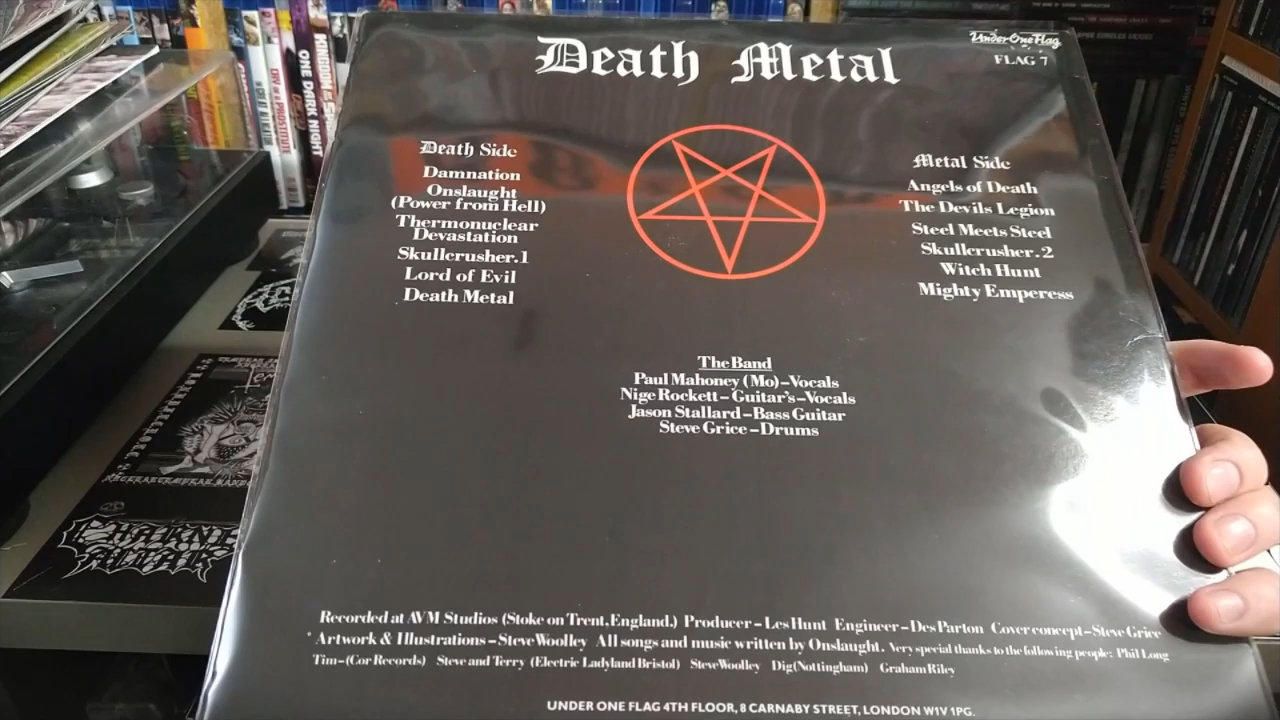 Death Metal
Under One Flag
FLAG 7
Death Side
Damnation
Onslaught
(Power from Hell)
Thermonuclear
Devastation
Skullcrusher.1
Lord of Evil
Death Metal
Metal Side
Angels of Death
The Devils Legion
Steel Meets Steel
Skullcrusher.2
Witch Hunt
Mighty Emperess
The Band
Paul Mahoney (Mo)–Vocals
Nige Rockett–Guitar's–Vocals
Jason Stallard–Bass Guitar
Steve Grice–Drums
Recorded at AVM Studios (Stoke on Trent,England.) Producer–Les Hunt Engineer–Des Parton Cover concept–Steve Grice
Artwork & Illustrations–Steve Woolley All songs and music written by Onslaught. Very special thanks to the following people: Phil Long
Tim–(Cor Records) Steve and Terry (Electric Ladyland Bristol) Steve Woolley Dig(Nottingham) Graham Riley
UNDER ONE FLAG 4TH FLOOR, 8 CARNABY STREET, LONDON W1V 1PG.
ONE DARK NIGHT